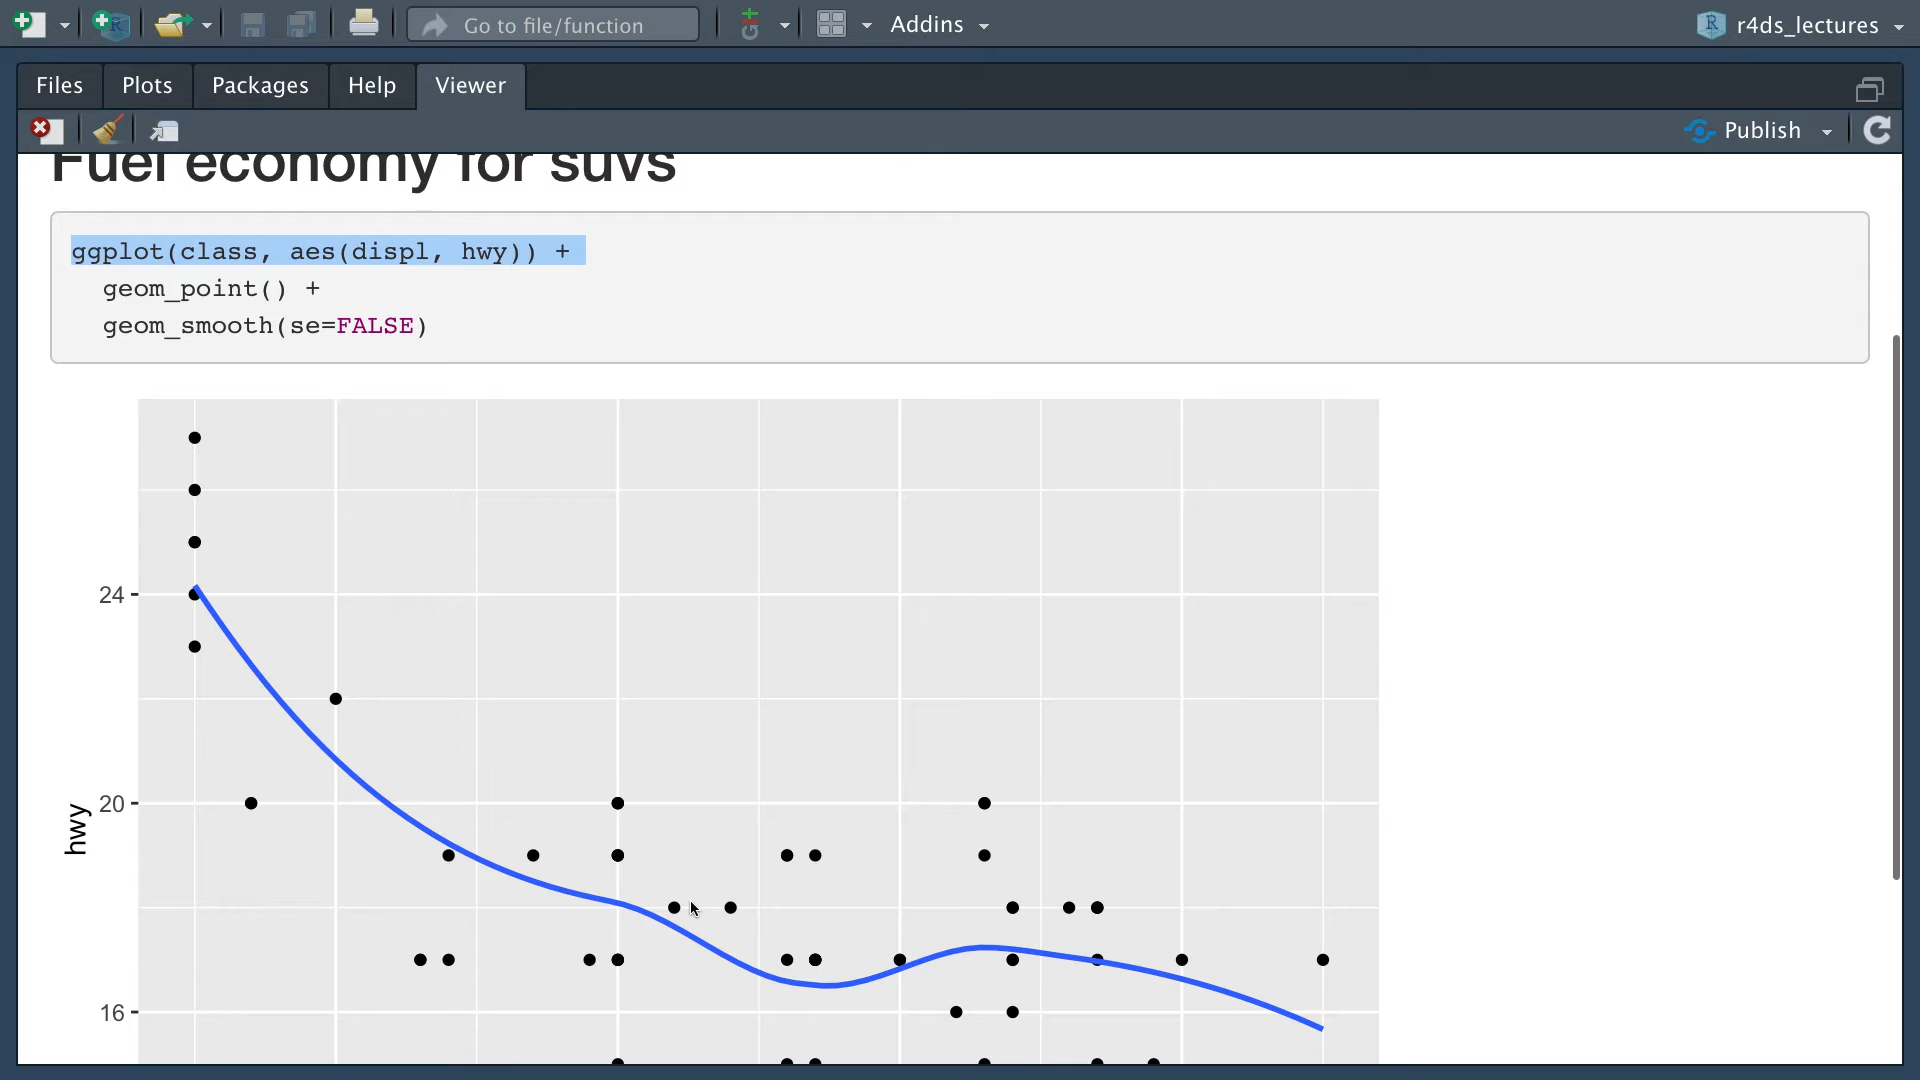 Go to file/function
Addins
r4ds_lectures
Files
Plots
Packages
Help
Viewer
Publish
Fuel economy for suvs
ggplot(class, aes(displ, hwy)) +
geom_point() +
geom_smooth(se=FALSE)
24
20
hwy
16